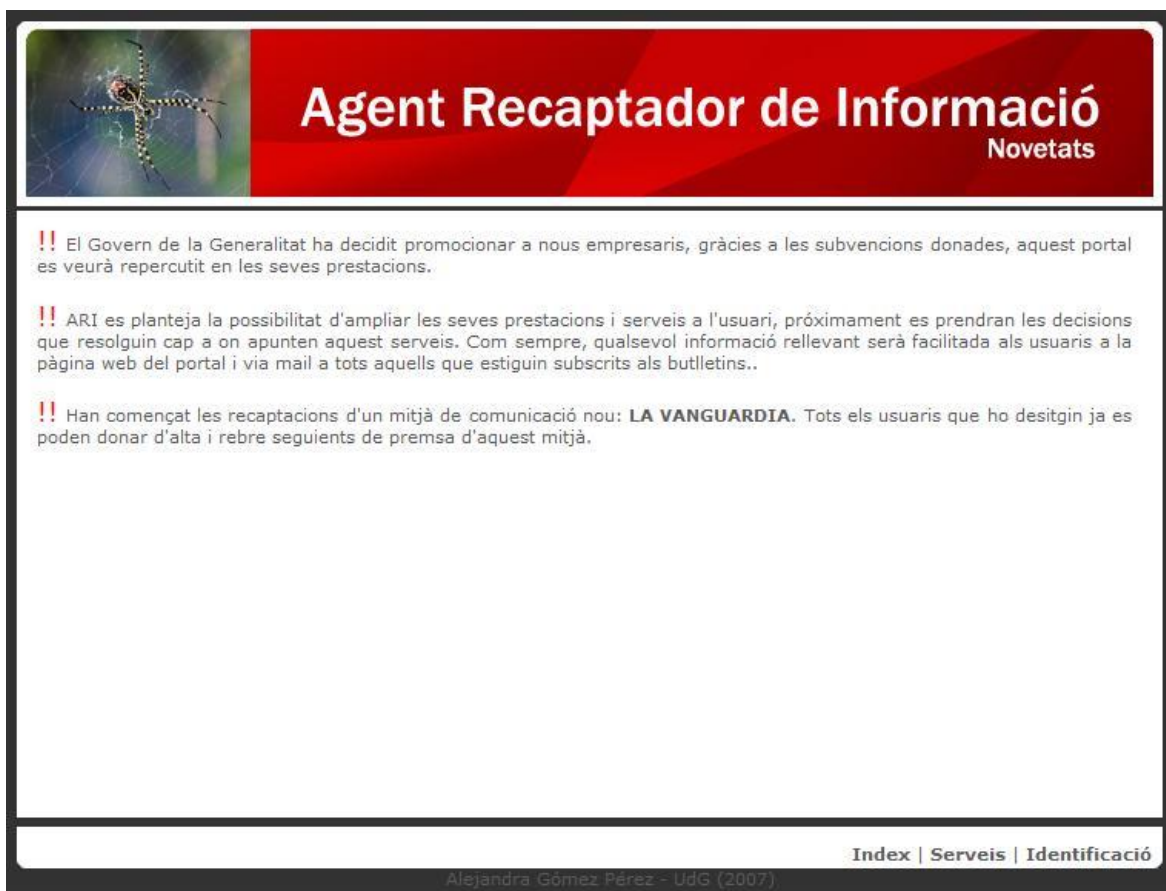 Agent Recaptador de Informació
Novetats
!! El Govern de la Generalitat ha decidit promocionar a nous empresaris, gràcies a les subvencions donades, aquest portal
es veurà repercutit en les seves prestacions.
!! ARI es planteja la possibilitat d'ampliar les seves prestacions i serveis a l'usuari, próximament es prendran les decisions
que resolguin cap a on apunten aquest serveis. Com sempre, qualsevol informació rellevant serà facilitada als usuaris a la
pàgina web del portal i via mail a tots aquells que estiguin subscrits als butlletins..
!! Han començat les recaptacions d'un mitjà de comunicació nou: LA VANGUARDIA. Tots els usuaris que ho desitgin ja es
poden donar d'alta i rebre seguients de premsa d'aquest mitjà.
Index | Serveis | Identificació
Alejandra Gómez Pérez - UdG (2007)